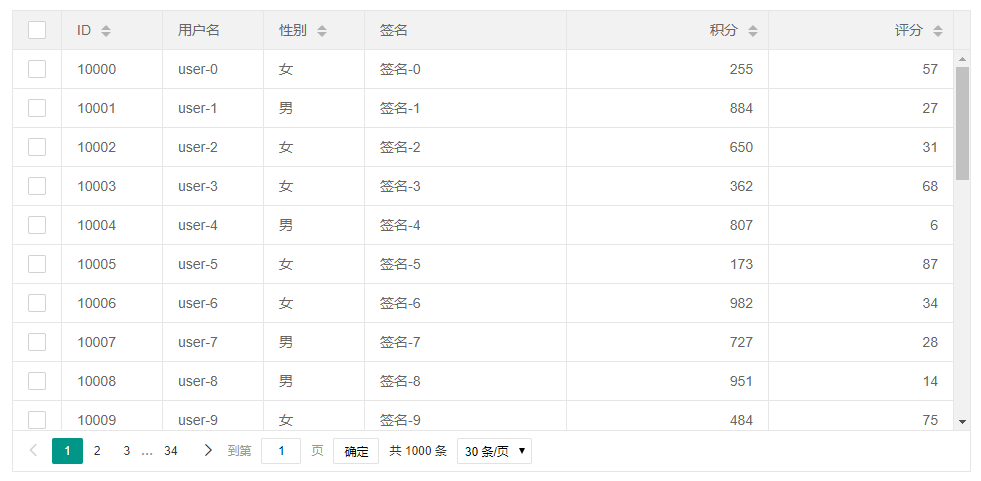 ID 用户名 性别 签名 积分 评分
10000 user-0 女 签名-0 255 57
10001 user-1 男 签名-1 884 27
10002 user-2 女 签名-2 650 31
10003 user-3 女 签名-3 362 68
10004 user-4 男 签名-4 807 6
10005 user-5 女 签名-5 173 87
10006 user-6 女 签名-6 982 34
10007 user-7 男 签名-7 727 28
10008 user-8 男 签名-8 951 14
10009 user-9 女 签名-9 484 75
1 2 3 … 34 到第 1 页 确定 共 1000 条 30 条/页